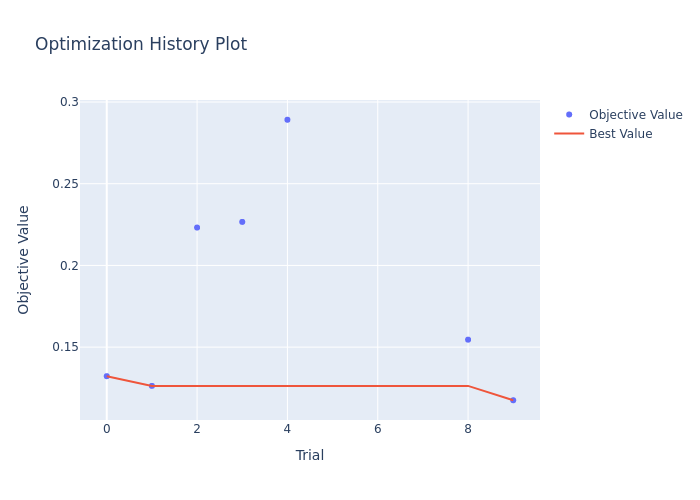 Optimization History Plot
0.3
0.25
0.2
0.15
0
2
4
6
8
Trial
Objective Value
Objective Value
Best Value